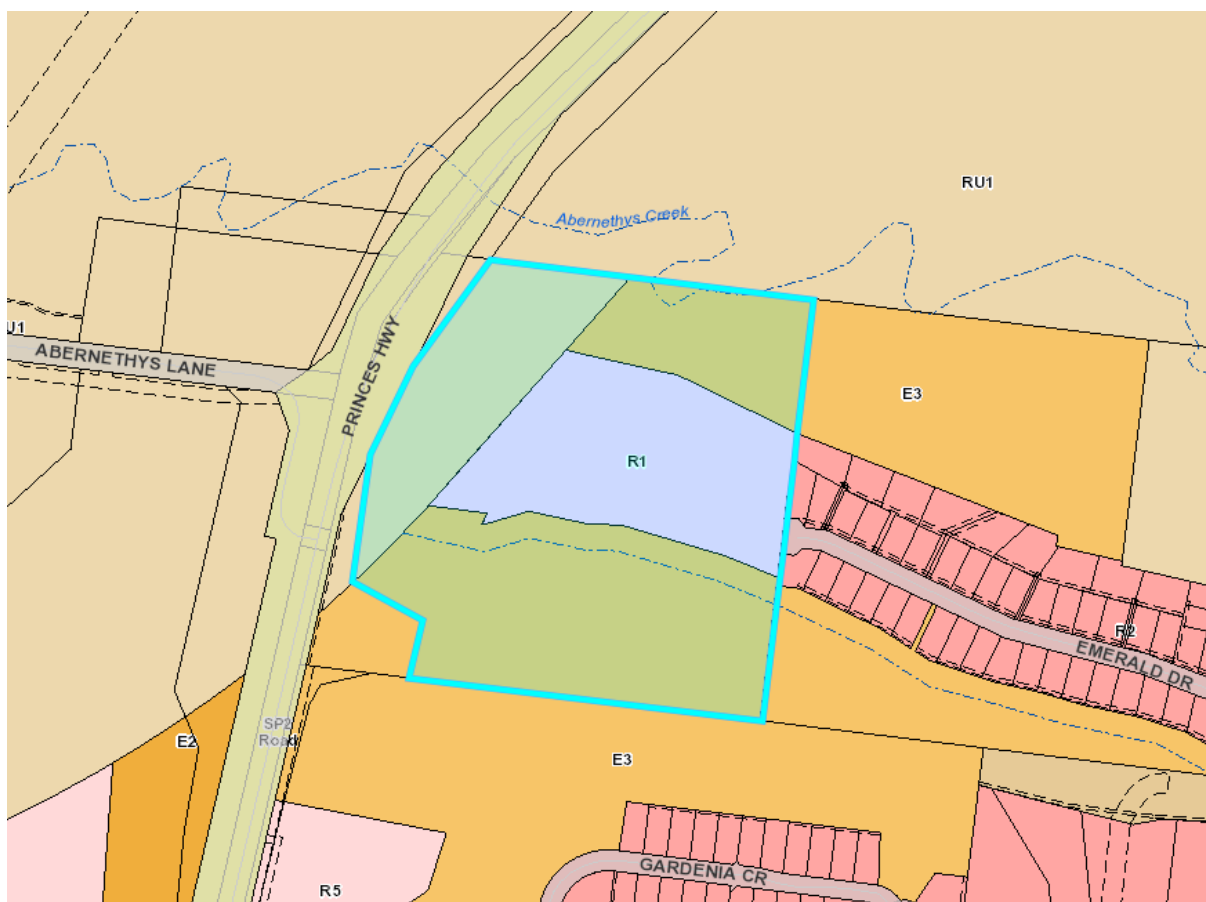 RU1
Abernethys Creek
U1
ABERNETHYS LANE
PRINCES HWY
E3
R1
R2
EMERALD DR
SP2
Road
E2
E3
GARDENIA CR
R5